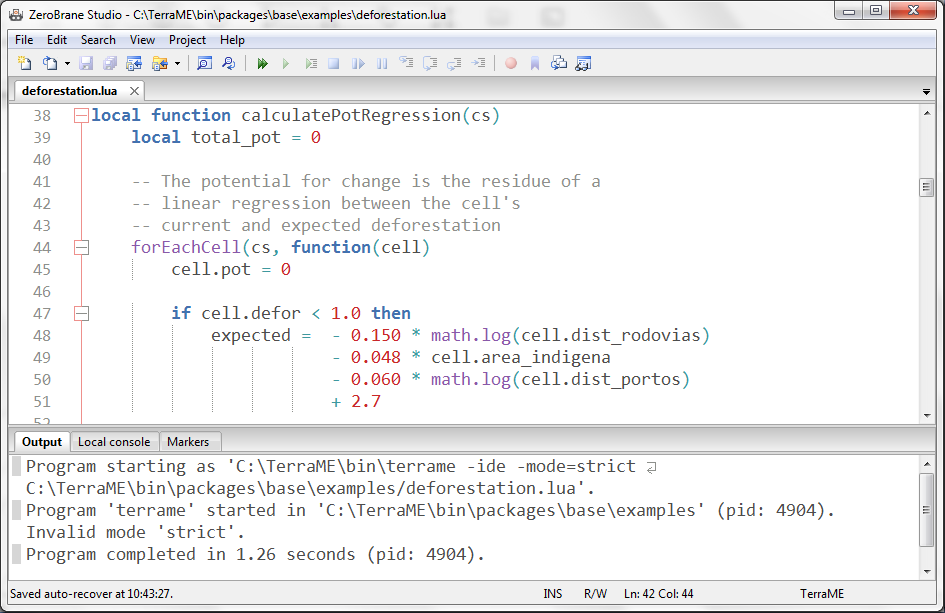 ZeroBrane Studio - C:\TerraME\bin\packages\base\examples\deforestation.lua
File Edit Search View Project Help
deforestation.lua
38 local function calculatePotRegression(cs)
39 local total_pot = 0
40
41 -- The potential for change is the residue of a
42 -- linear regression between the cell's
43 -- current and expected deforestation
44 forEachCell(cs, function(cell)
45 cell.pot = 0
46
47 if cell.defor < 1.0 then
48 expected = - 0.150 * math.log(cell.dist_rodovias)
49 - 0.048 * cell.area_indigena
50 - 0.060 * math.log(cell.dist_portos)
51 + 2.7
52
Output Local console Markers
Program starting as 'C:\TerraME\bin\terrame -ide -mode=strict
C:\TerraME\bin\packages\base\examples/deforestation.lua'.
Program 'terrame' started in 'C:\TerraME\bin\packages\base\examples' (pid: 4904).
Invalid mode 'strict'.
Program completed in 1.26 seconds (pid: 4904).
Saved auto-recover at 10:43:27. INS R/W Ln: 42 Col: 44 TerraME